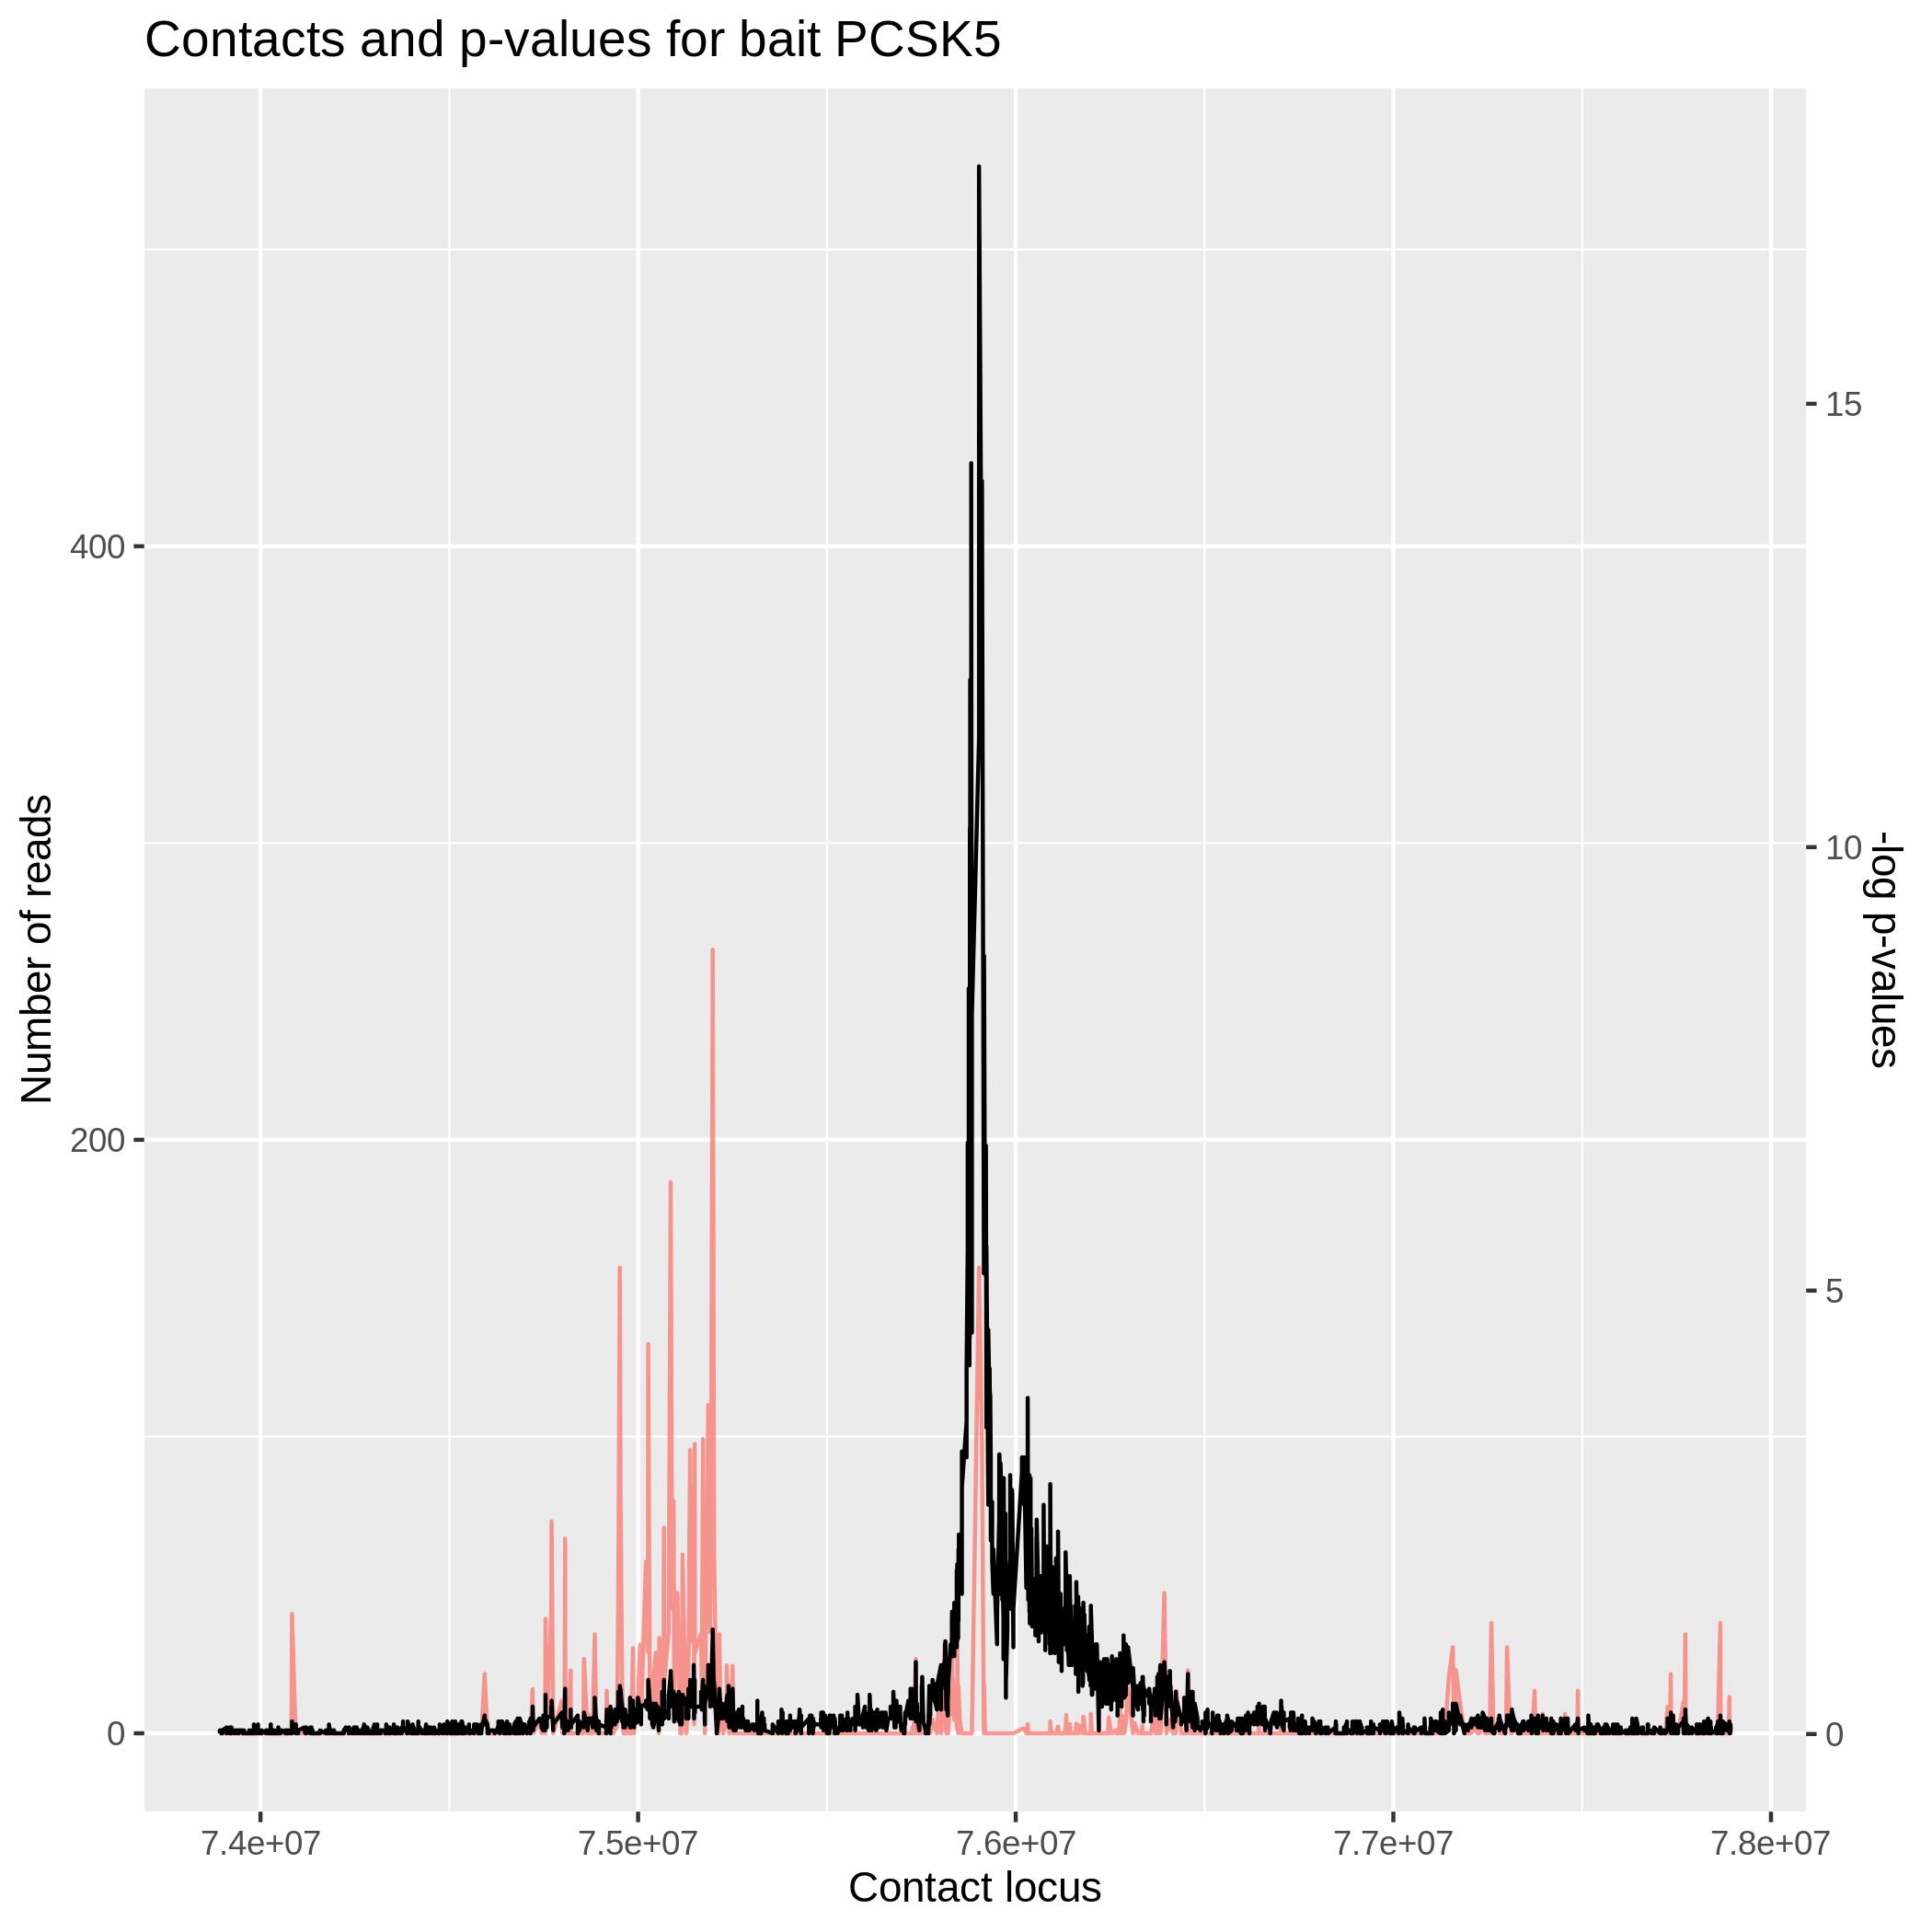 Contacts and p-values for bait PCSK5
Number of reads
400
200
0
15
10
5
0
-log p-values
7.4e+07 7.5e+07 7.6e+07 7.7e+07 7.8e+07
Contact locus